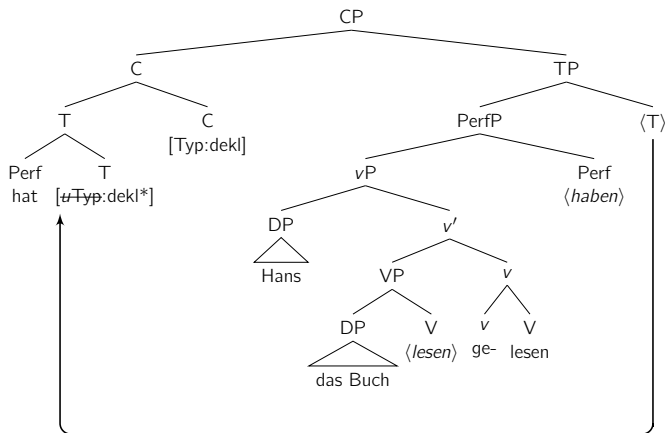 CP
C TP
T C PerfP ⟨T⟩
[Typ:dekl]
Perf T vP Perf
hat [uTyp:dekl*] ⟨haben⟩
DP v′
Hans VP v
DP V v V
⟨lesen⟩ ge- lesen
das Buch